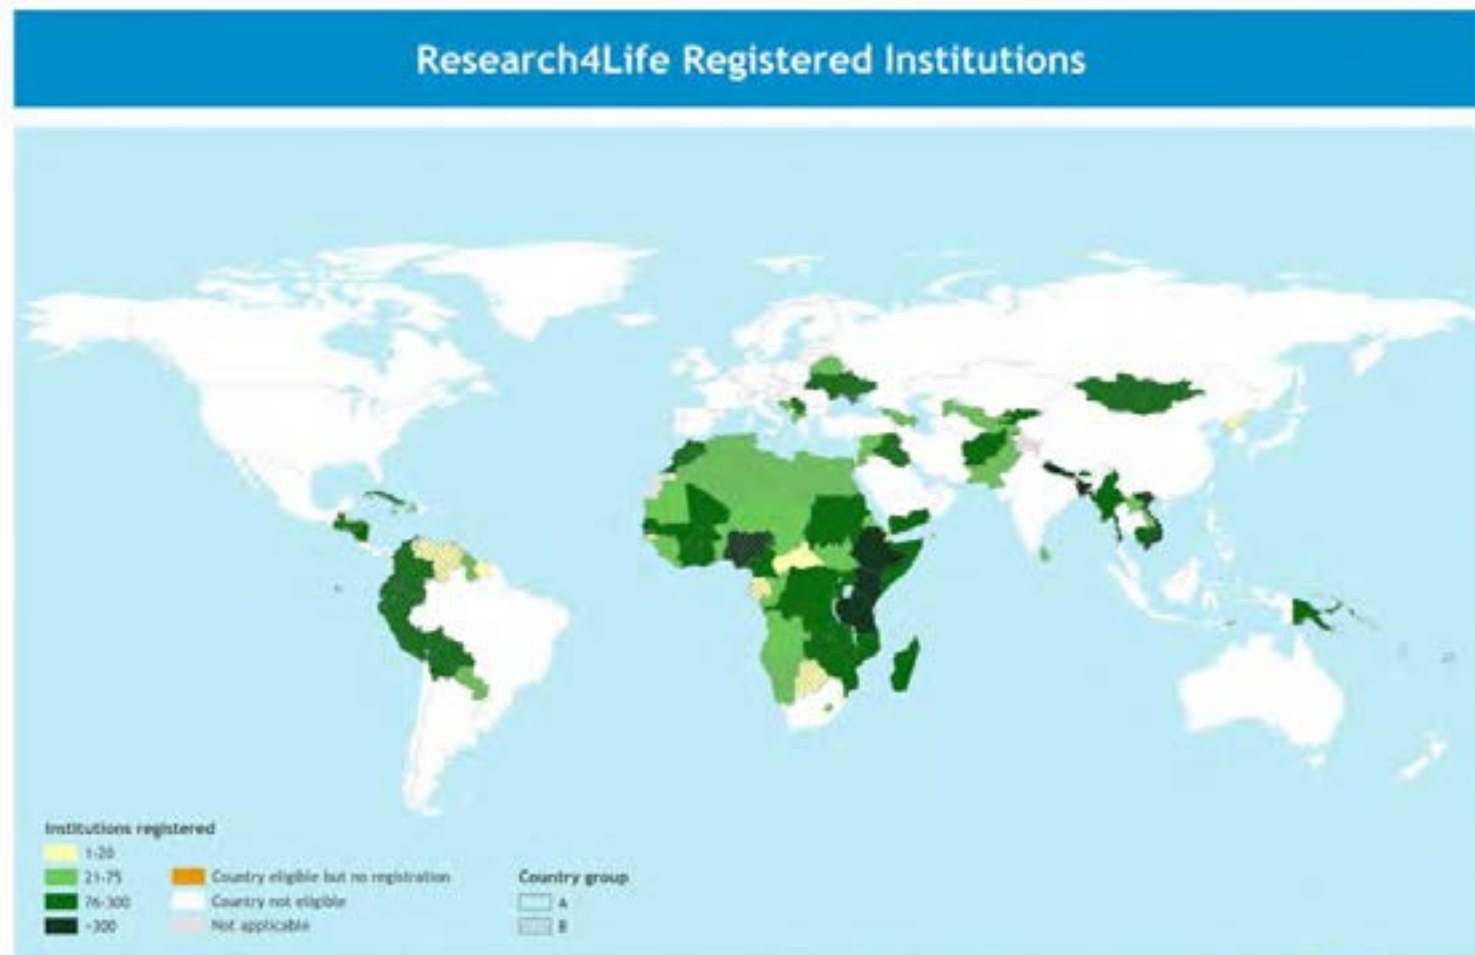 Research4Life Registered Institutions
Institutions registered
1-20
21-75
76-300
>300
Country eligible but no registration
Country not eligible
Not applicable
Country group
A
B